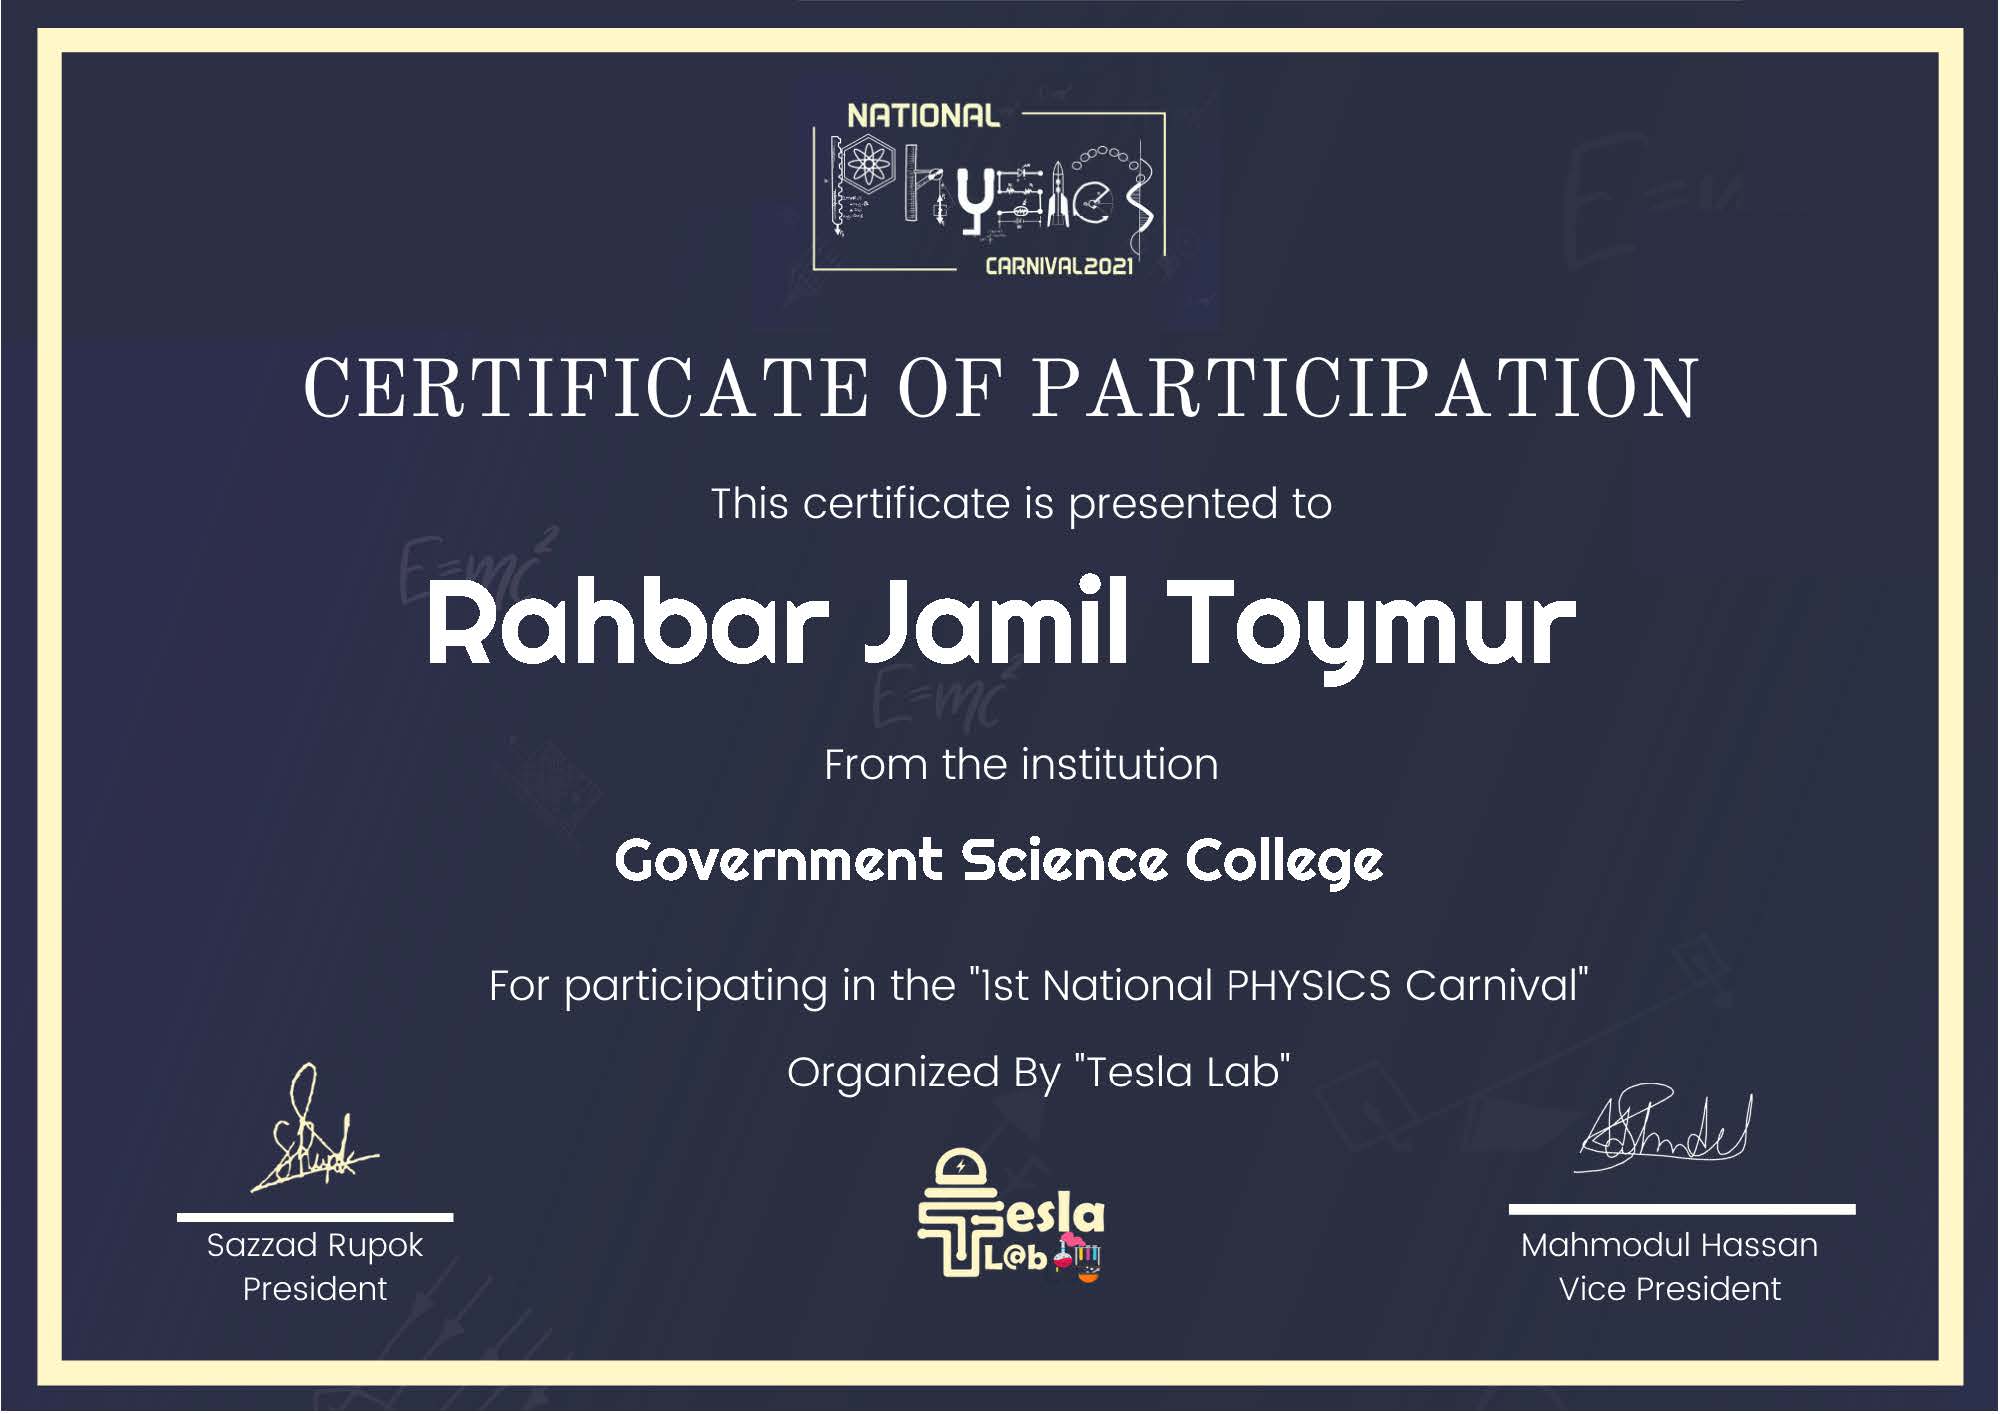 NATIONAL
Physics
CARNIVAL2021
CERTIFICATE OF PARTICIPATION
This certificate is presented to
E=mc²
Rahbar Jamil Toymur
E=mc²
From the institution
Government Science College
For participating in the "1st National PHYSICS Carnival"
Organized By "Tesla Lab"
Tesla
L@b
Sazzad Rupok
President
Mahmodul Hassan
Vice President